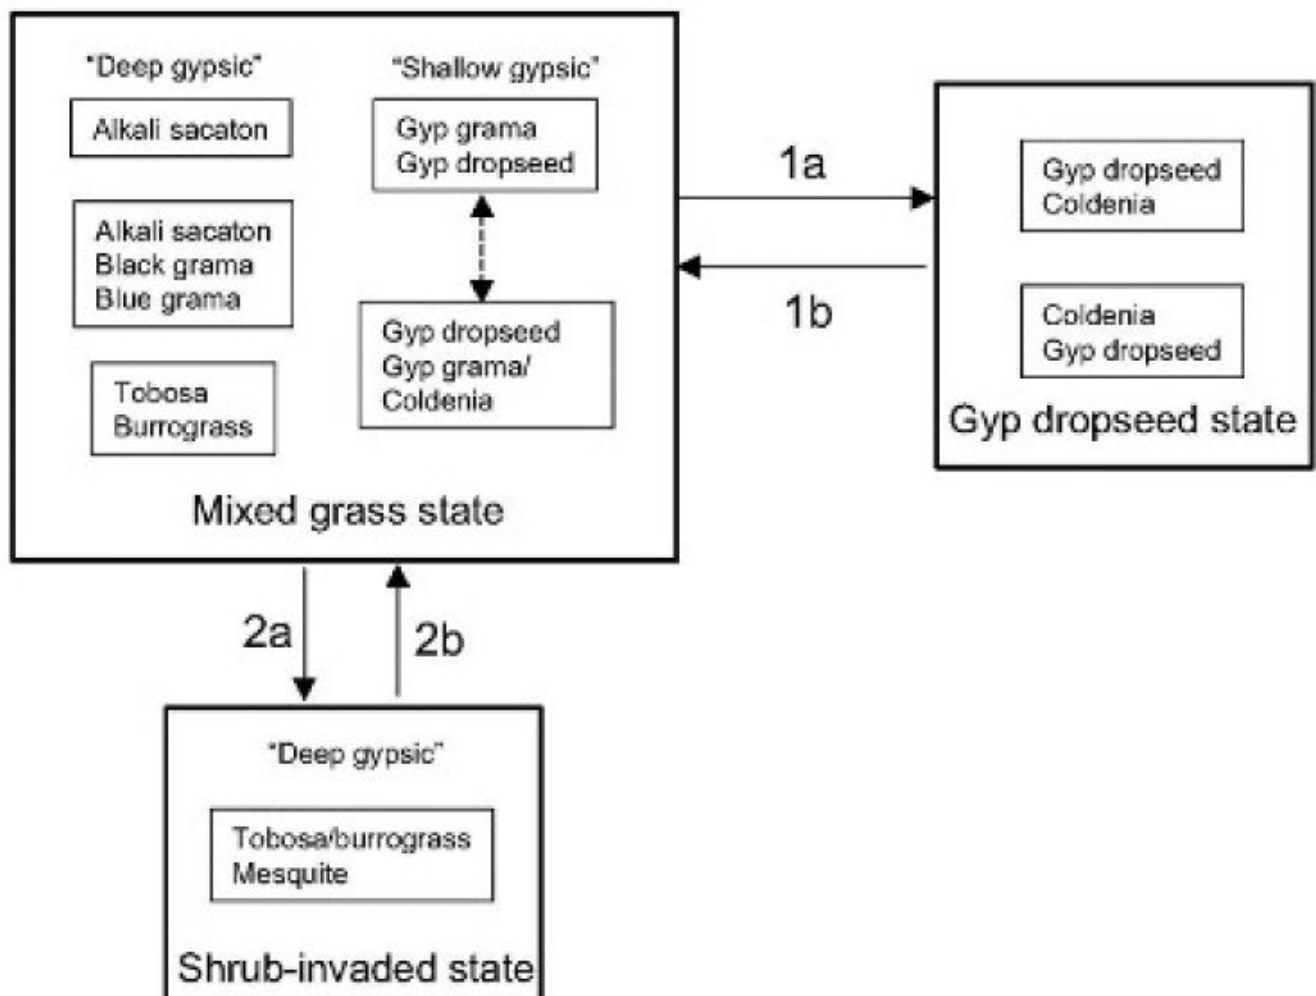 "Deep gypsic"
Alkali sacaton
Alkali sacaton
Black grama
Blue grama
Tobosa
Burrograss
"Shallow gypsic"
Gyp grama
Gyp dropseed
Gyp dropseed
Gyp grama/
Coldenia
Mixed grass state
1a
1b
Gyp dropseed
Coldenia
Coldenia
Gyp dropseed
Gyp dropseed state
2a
2b
"Deep gypsic"
Tobosa/burrograss
Mesquite
Shrub-invaded state